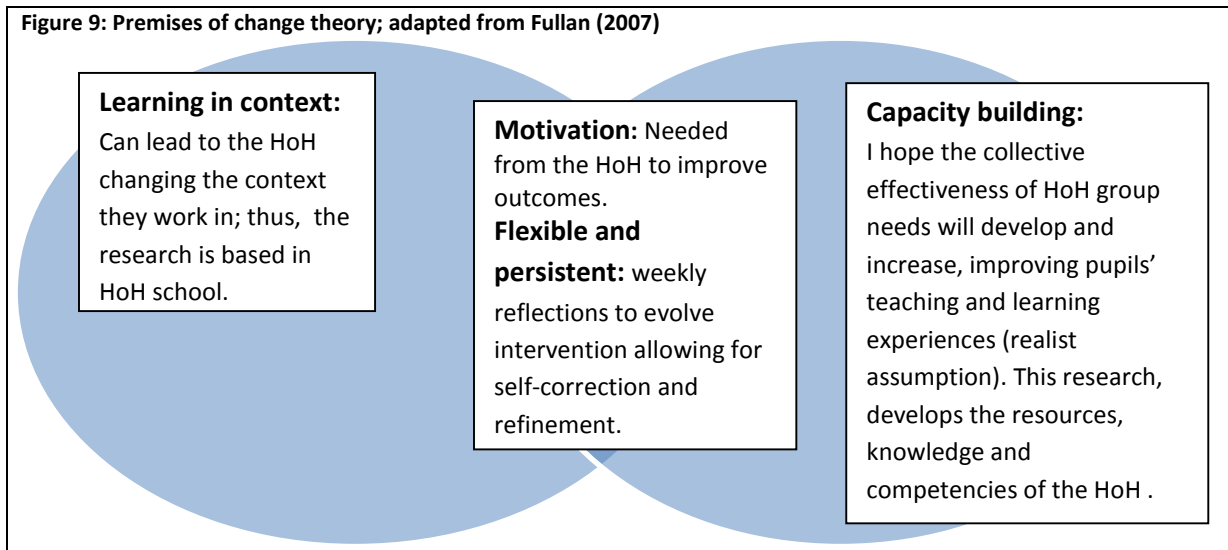 Figure 9: Premises of change theory; adapted from Fullan (2007)
Learning in context:
Can lead to the HoH
changing the context
they work in; thus, the
research is based in
HoH school.
Motivation: Needed
from the HoH to improve
outcomes.
Flexible and
persistent: weekly
reflections to evolve
intervention allowing for
self-correction and
refinement.
Capacity building:
I hope the collective
effectiveness of HoH group
needs will develop and
increase, improving pupils’
teaching and learning
experiences (realist
assumption). This research,
develops the resources,
knowledge and
competencies of the HoH .